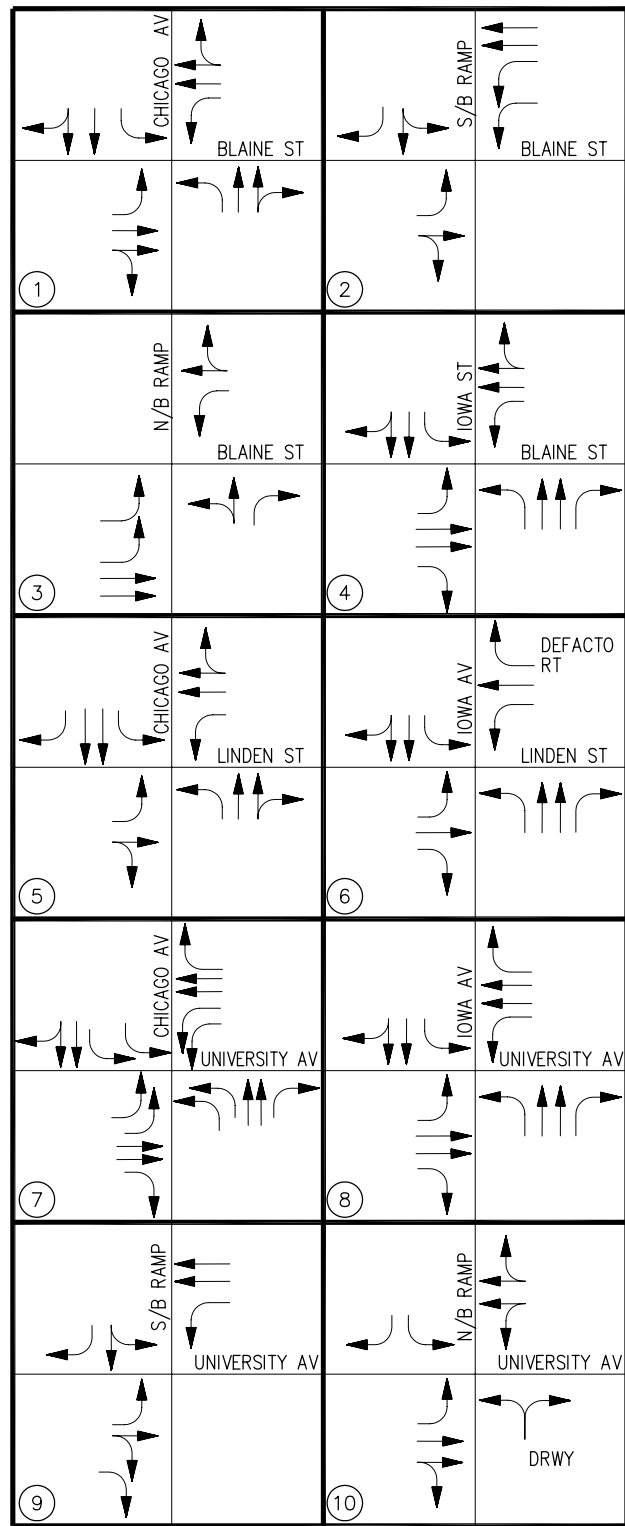 CHICAGO AV
BLAINE ST
1
S/B RAMP
BLAINE ST
2
N/B RAMP
BLAINE ST
3
IOWA ST
BLAINE ST
4
CHICAGO AV
LINDEN ST
5
IOWA AV
DEFACTO
RT
LINDEN ST
6
CHICAGO AV
UNIVERSITY AV
7
IOWA AV
UNIVERSITY AV
8
S/B RAMP
UNIVERSITY AV
9
N/B RAMP
UNIVERSITY AV
DRWY
10